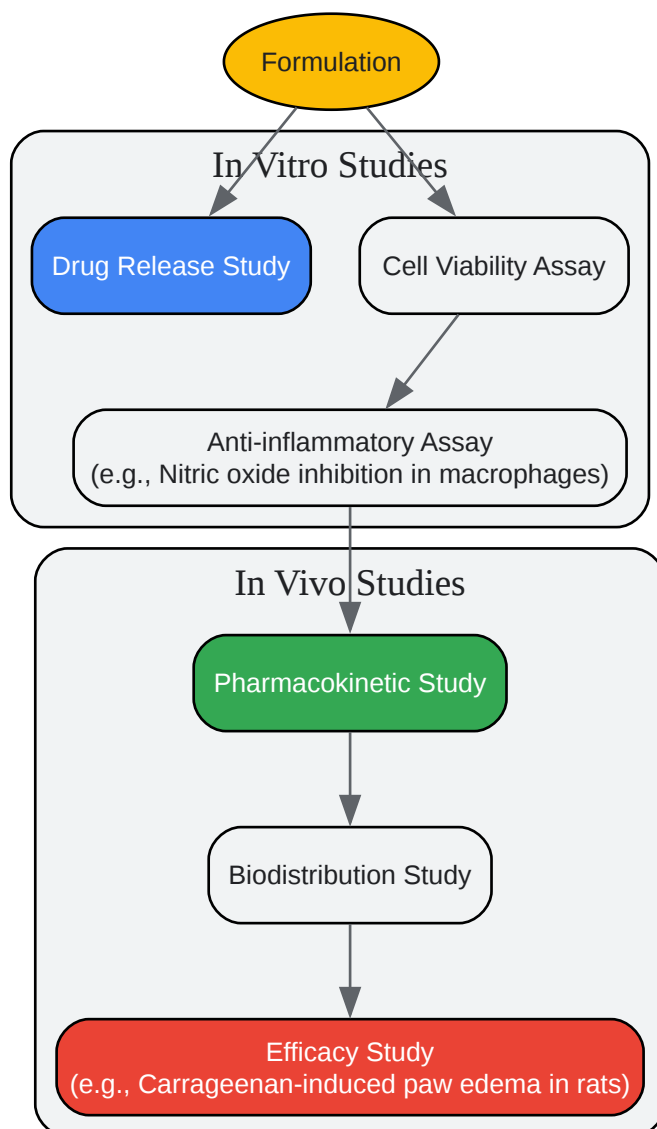 Formulation
In Vitro Studies
Drug Release Study
Cell Viability Assay
Anti-inflammatory Assay
(e.g., Nitric oxide inhibition in macrophages)
In Vivo Studies
Pharmacokinetic Study
Biodistribution Study
Efficacy Study
(e.g., Carrageenan-induced paw edema in rats)